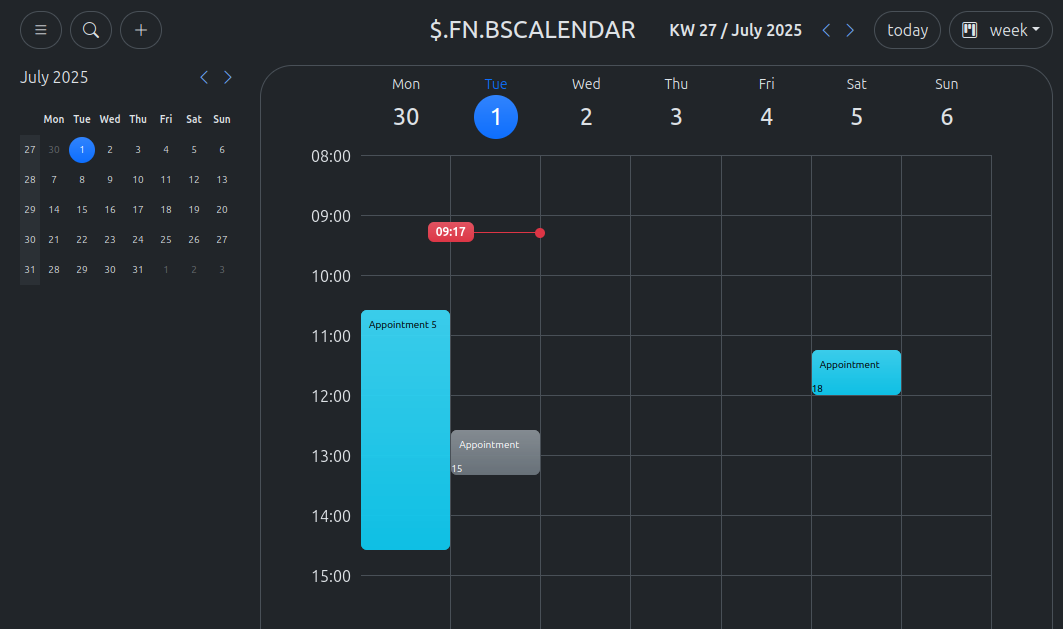 $.FN.BSCALENDAR KW 27 / July 2025 today week
July 2025
Mon Tue Wed Thu Fri Sat Sun
27 30 1 2 3 4 5 6
28 7 8 9 10 11 12 13
29 14 15 16 17 18 19 20
30 21 22 23 24 25 26 27
31 28 29 30 31 1 2 3
Mon Tue Wed Thu Fri Sat Sun
30 1 2 3 4 5 6
08:00
09:00
09:17
10:00
Appointment 5
11:00
Appointment
18
12:00
Appointment
15
13:00
14:00
15:00